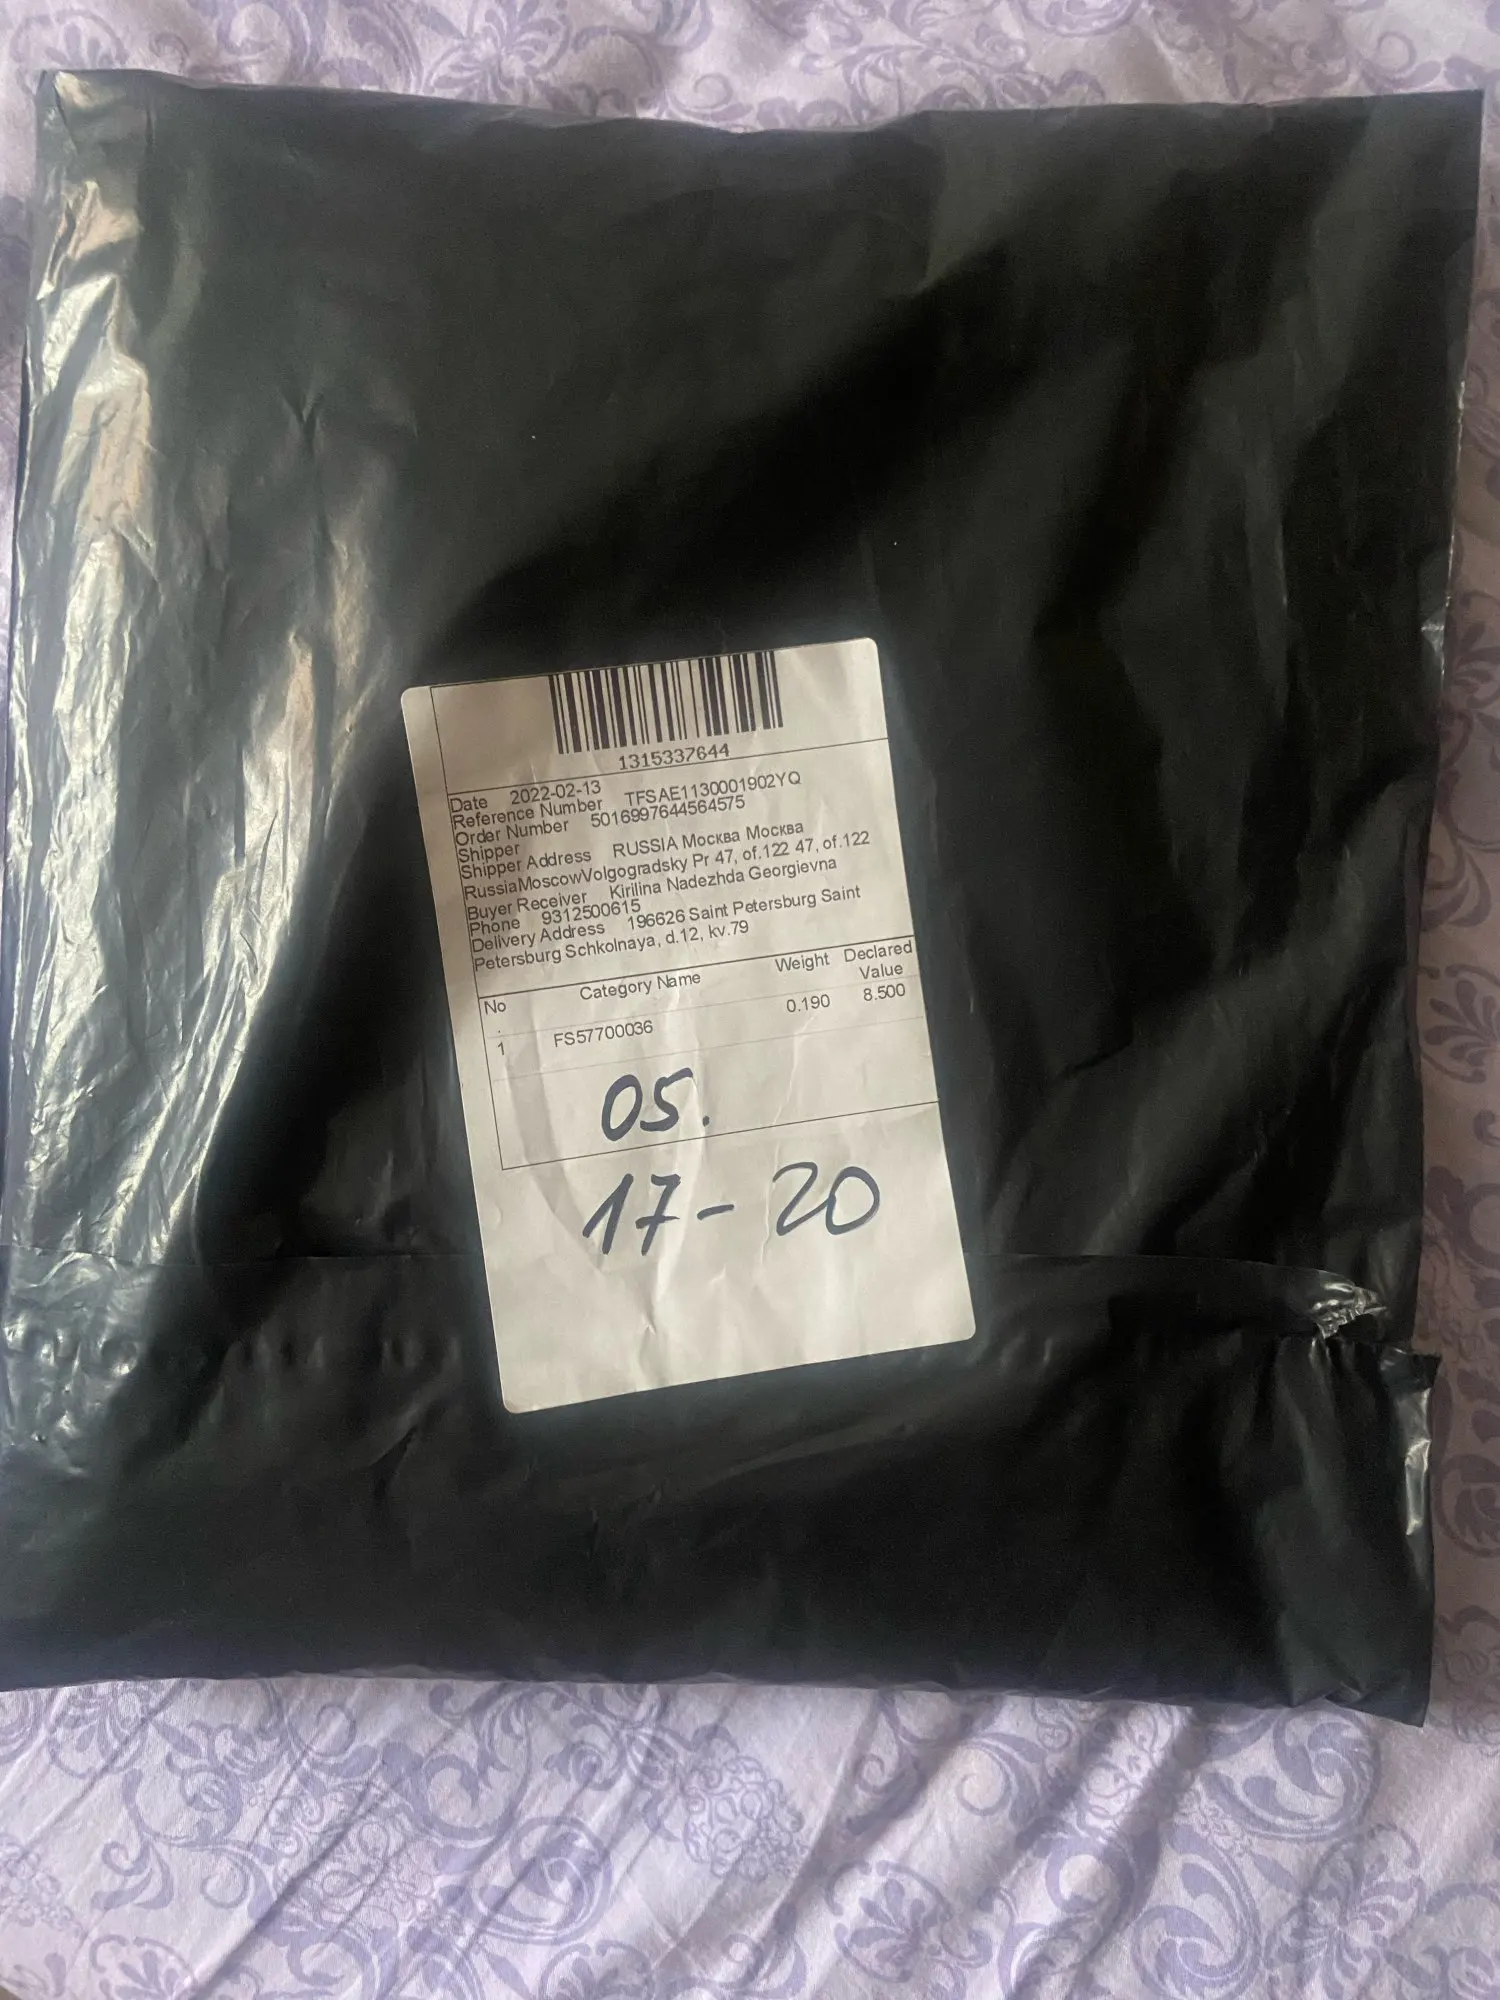 1315337644
Date 2022-02-13
Reference Number TFSAE1130001902YQ
Order Number 5016997644564575
Shipper
Shipper Address RUSSIA Москва Москва
RussiaMoscowVolgogradsky Pr 47, of.122 47, of.122
Buyer Receiver Kirilina Nadezhda Georgievna
Phone 9312500615
Delivery Address 196626 Saint Petersburg Saint
Petersburg Schkolnaya, d.12, kv.79
No . Category Name Weight Declared Value
1 FS57700036 0.190 8.500
05.
17-20